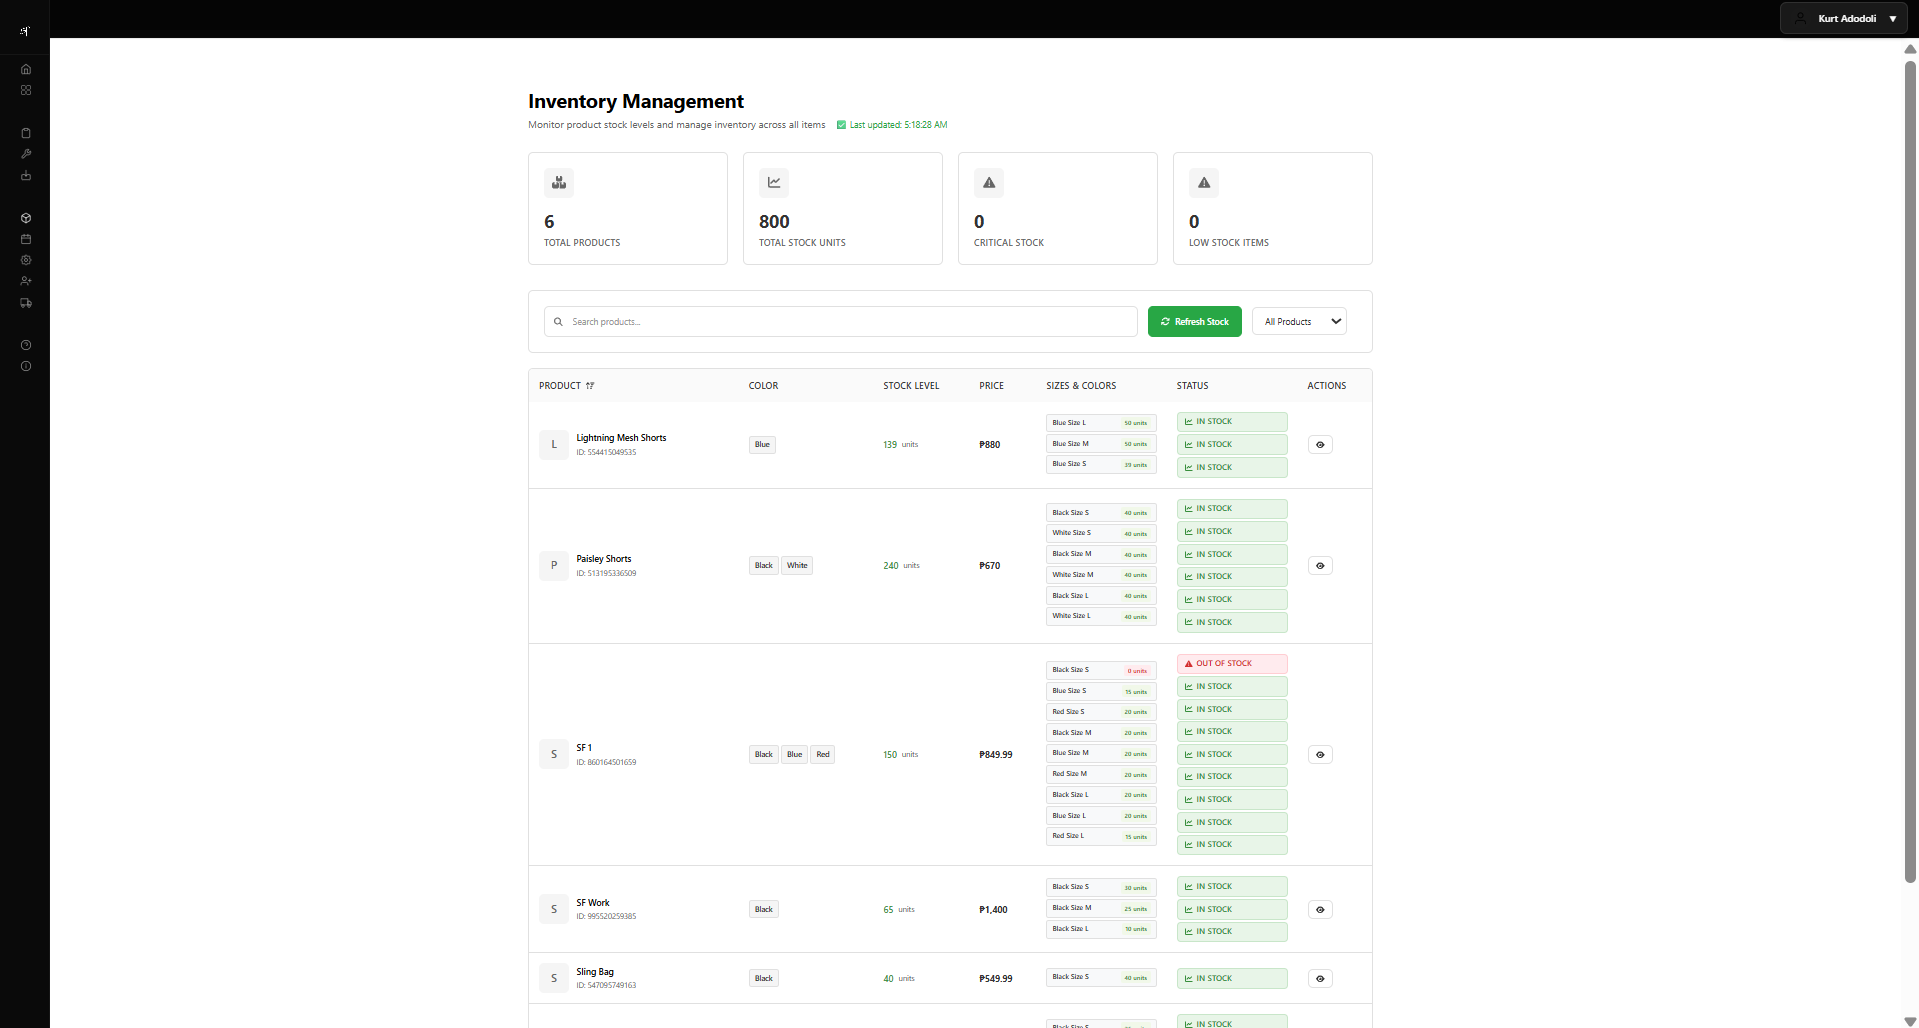 Kurt Adodoli ▼
Inventory Management
Monitor product stock levels and manage inventory across all items ✅ Last updated: 5:18:28 AM
6
TOTAL PRODUCTS
800
TOTAL STOCK UNITS
0
CRITICAL STOCK
0
LOW STOCK ITEMS
Search products...
Refresh Stock
All Products
PRODUCT COLOR STOCK LEVEL PRICE SIZES & COLORS STATUS ACTIONS
L
Lightning Mesh Shorts
ID: 554415049535
Blue
139 units
₱880
Blue Size L 50 units
Blue Size M 50 units
Blue Size S 39 units
IN STOCK
IN STOCK
IN STOCK
P
Paisley Shorts
ID: 513195336509
Black White
240 units
₱670
Black Size S 40 units
White Size S 40 units
Black Size M 40 units
White Size M 40 units
Black Size L 40 units
White Size L 40 units
IN STOCK
IN STOCK
IN STOCK
IN STOCK
IN STOCK
IN STOCK
S
SF 1
ID: 860164501659
Black Blue Red
150 units
₱849.99
Black Size S 0 units
Blue Size S 15 units
Red Size S 20 units
Black Size M 20 units
Blue Size M 20 units
Red Size M 20 units
Black Size L 20 units
Blue Size L 20 units
Red Size L 15 units
OUT OF STOCK
IN STOCK
IN STOCK
IN STOCK
IN STOCK
IN STOCK
IN STOCK
IN STOCK
IN STOCK
S
SF Work
ID: 995520259385
Black
65 units
₱1,400
Black Size S 30 units
Black Size M 25 units
Black Size L 10 units
IN STOCK
IN STOCK
IN STOCK
S
Sling Bag
ID: 547095749163
Black
40 units
₱549.99
Black Size S 40 units
IN STOCK
Black Size S
IN STOCK